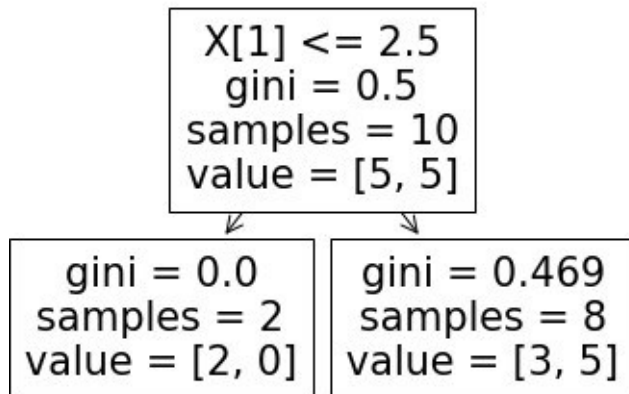 X[1] <= 2.5
gini = 0.5
samples = 10
value = [5, 5]
gini = 0.0
samples = 2
value = [2, 0]
gini = 0.469
samples = 8
value = [3, 5]